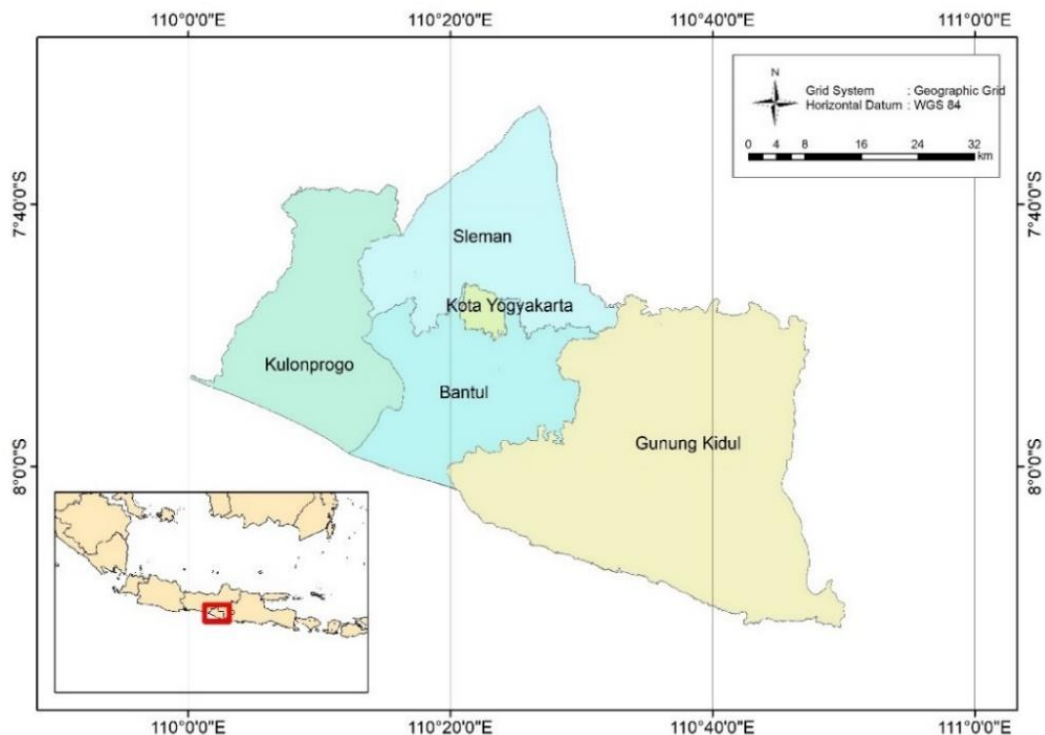 110°0'0"E 110°20'0"E 110°40'0"E 111°0'0"E
N
Grid System : Geographic Grid
Horizontal Datum : WGS 84
0 4 8 16 24 32
km
7°40'0"S 7°40'0"S
Sleman
Kota Yogyakarta
Kulonprogo
Bantul
Gunung Kidul
8°0'0"S 8°0'0"S
110°0'0"E 110°20'0"E 110°40'0"E 111°0'0"E